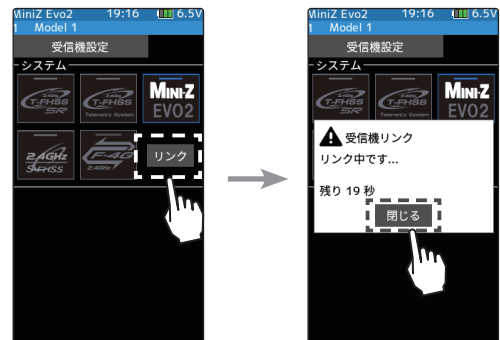 MiniZ Evo2 19:16 6.5V
1 Model 1
受信機設定
システム
T-FHSS
SR
T-FHSS
Telemetry System
MINI-Z
EVO2
2.4GHz
S-FHSS
F-4G
2.4GHz
リンク
MiniZ Evo2 19:16 6.5V
1 Model 1
受信機設定
システム
T-FHSS
T-FHSS
MINI-Z
EVO2
受信機リンク
リンク中です...
残り 19 秒
閉じる